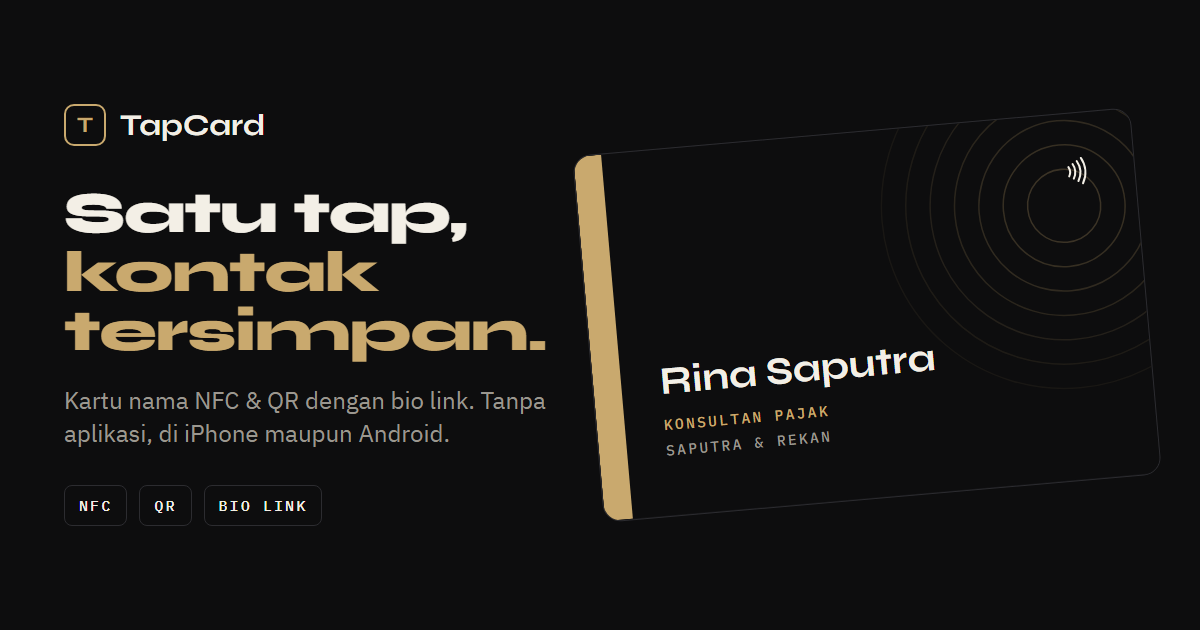 T
TapCard
Satu tap,
kontak
tersimpan.
Kartu nama NFC & QR dengan bio link. Tanpa
aplikasi, di iPhone maupun Android.
NFC
QR
BIO LINK
Rina Saputra
KONSULTAN PAJAK
SAPUTRA & REKAN